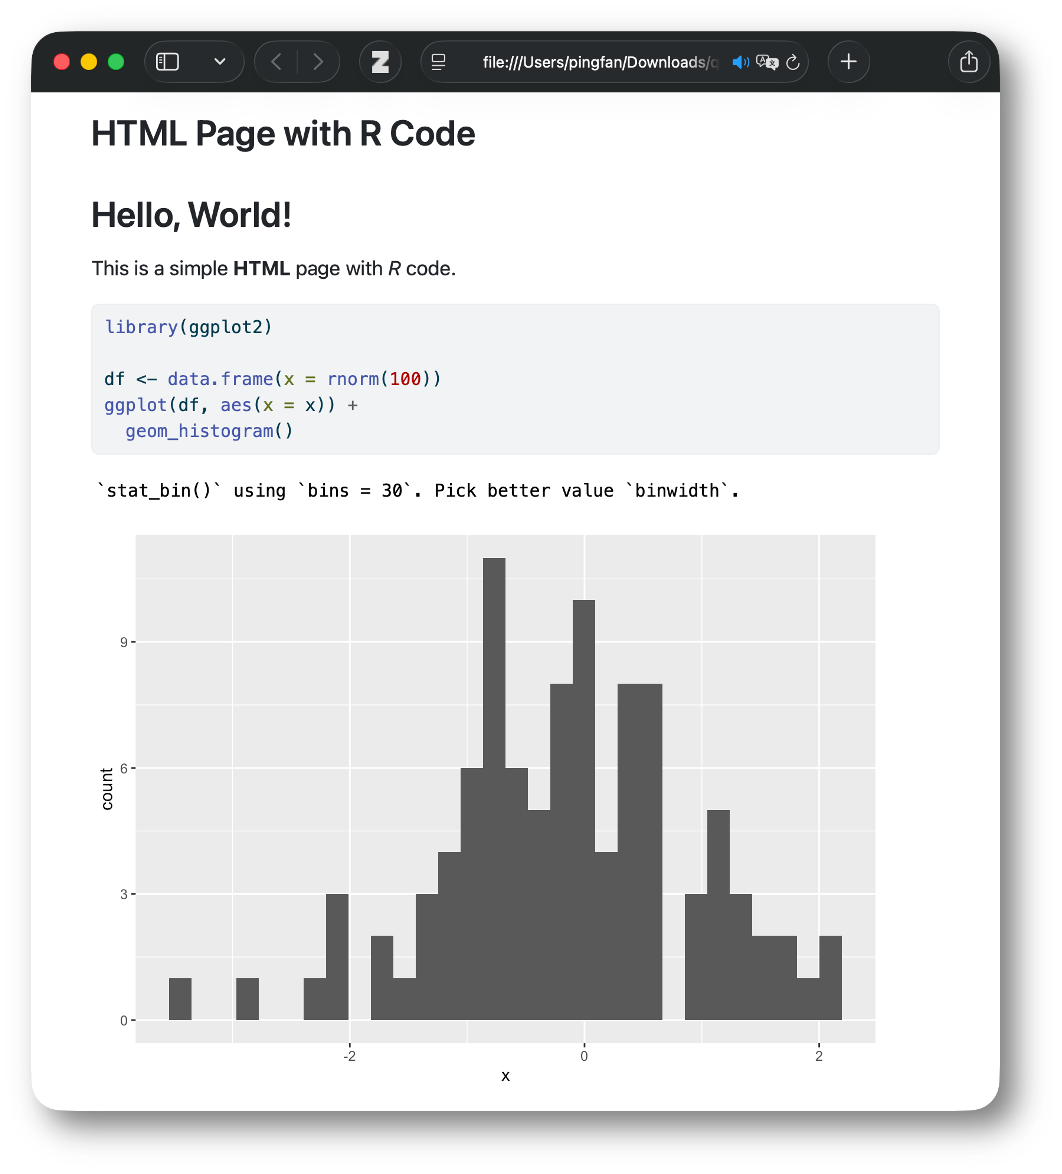 Z
file:///Users/pingfan/Downloads/q
HTML Page with R Code
Hello, World!
This is a simple HTML page with R code.
library(ggplot2)
df <- data.frame(x = rnorm(100))
ggplot(df, aes(x = x)) +
  geom_histogram()
`stat_bin()` using `bins = 30`. Pick better value `binwidth`.
9
6
3
0
count
-2
0
2
x